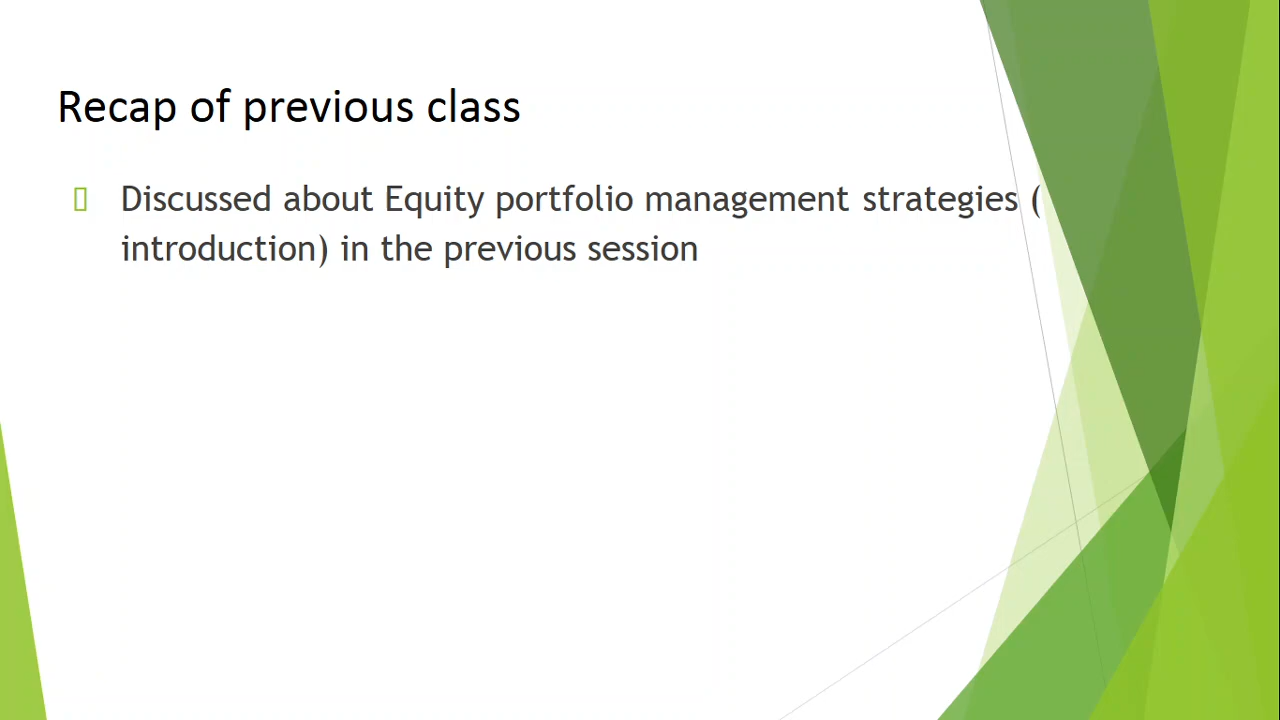 Recap of previous class
Discussed about Equity portfolio management strategies (
introduction) in the previous session